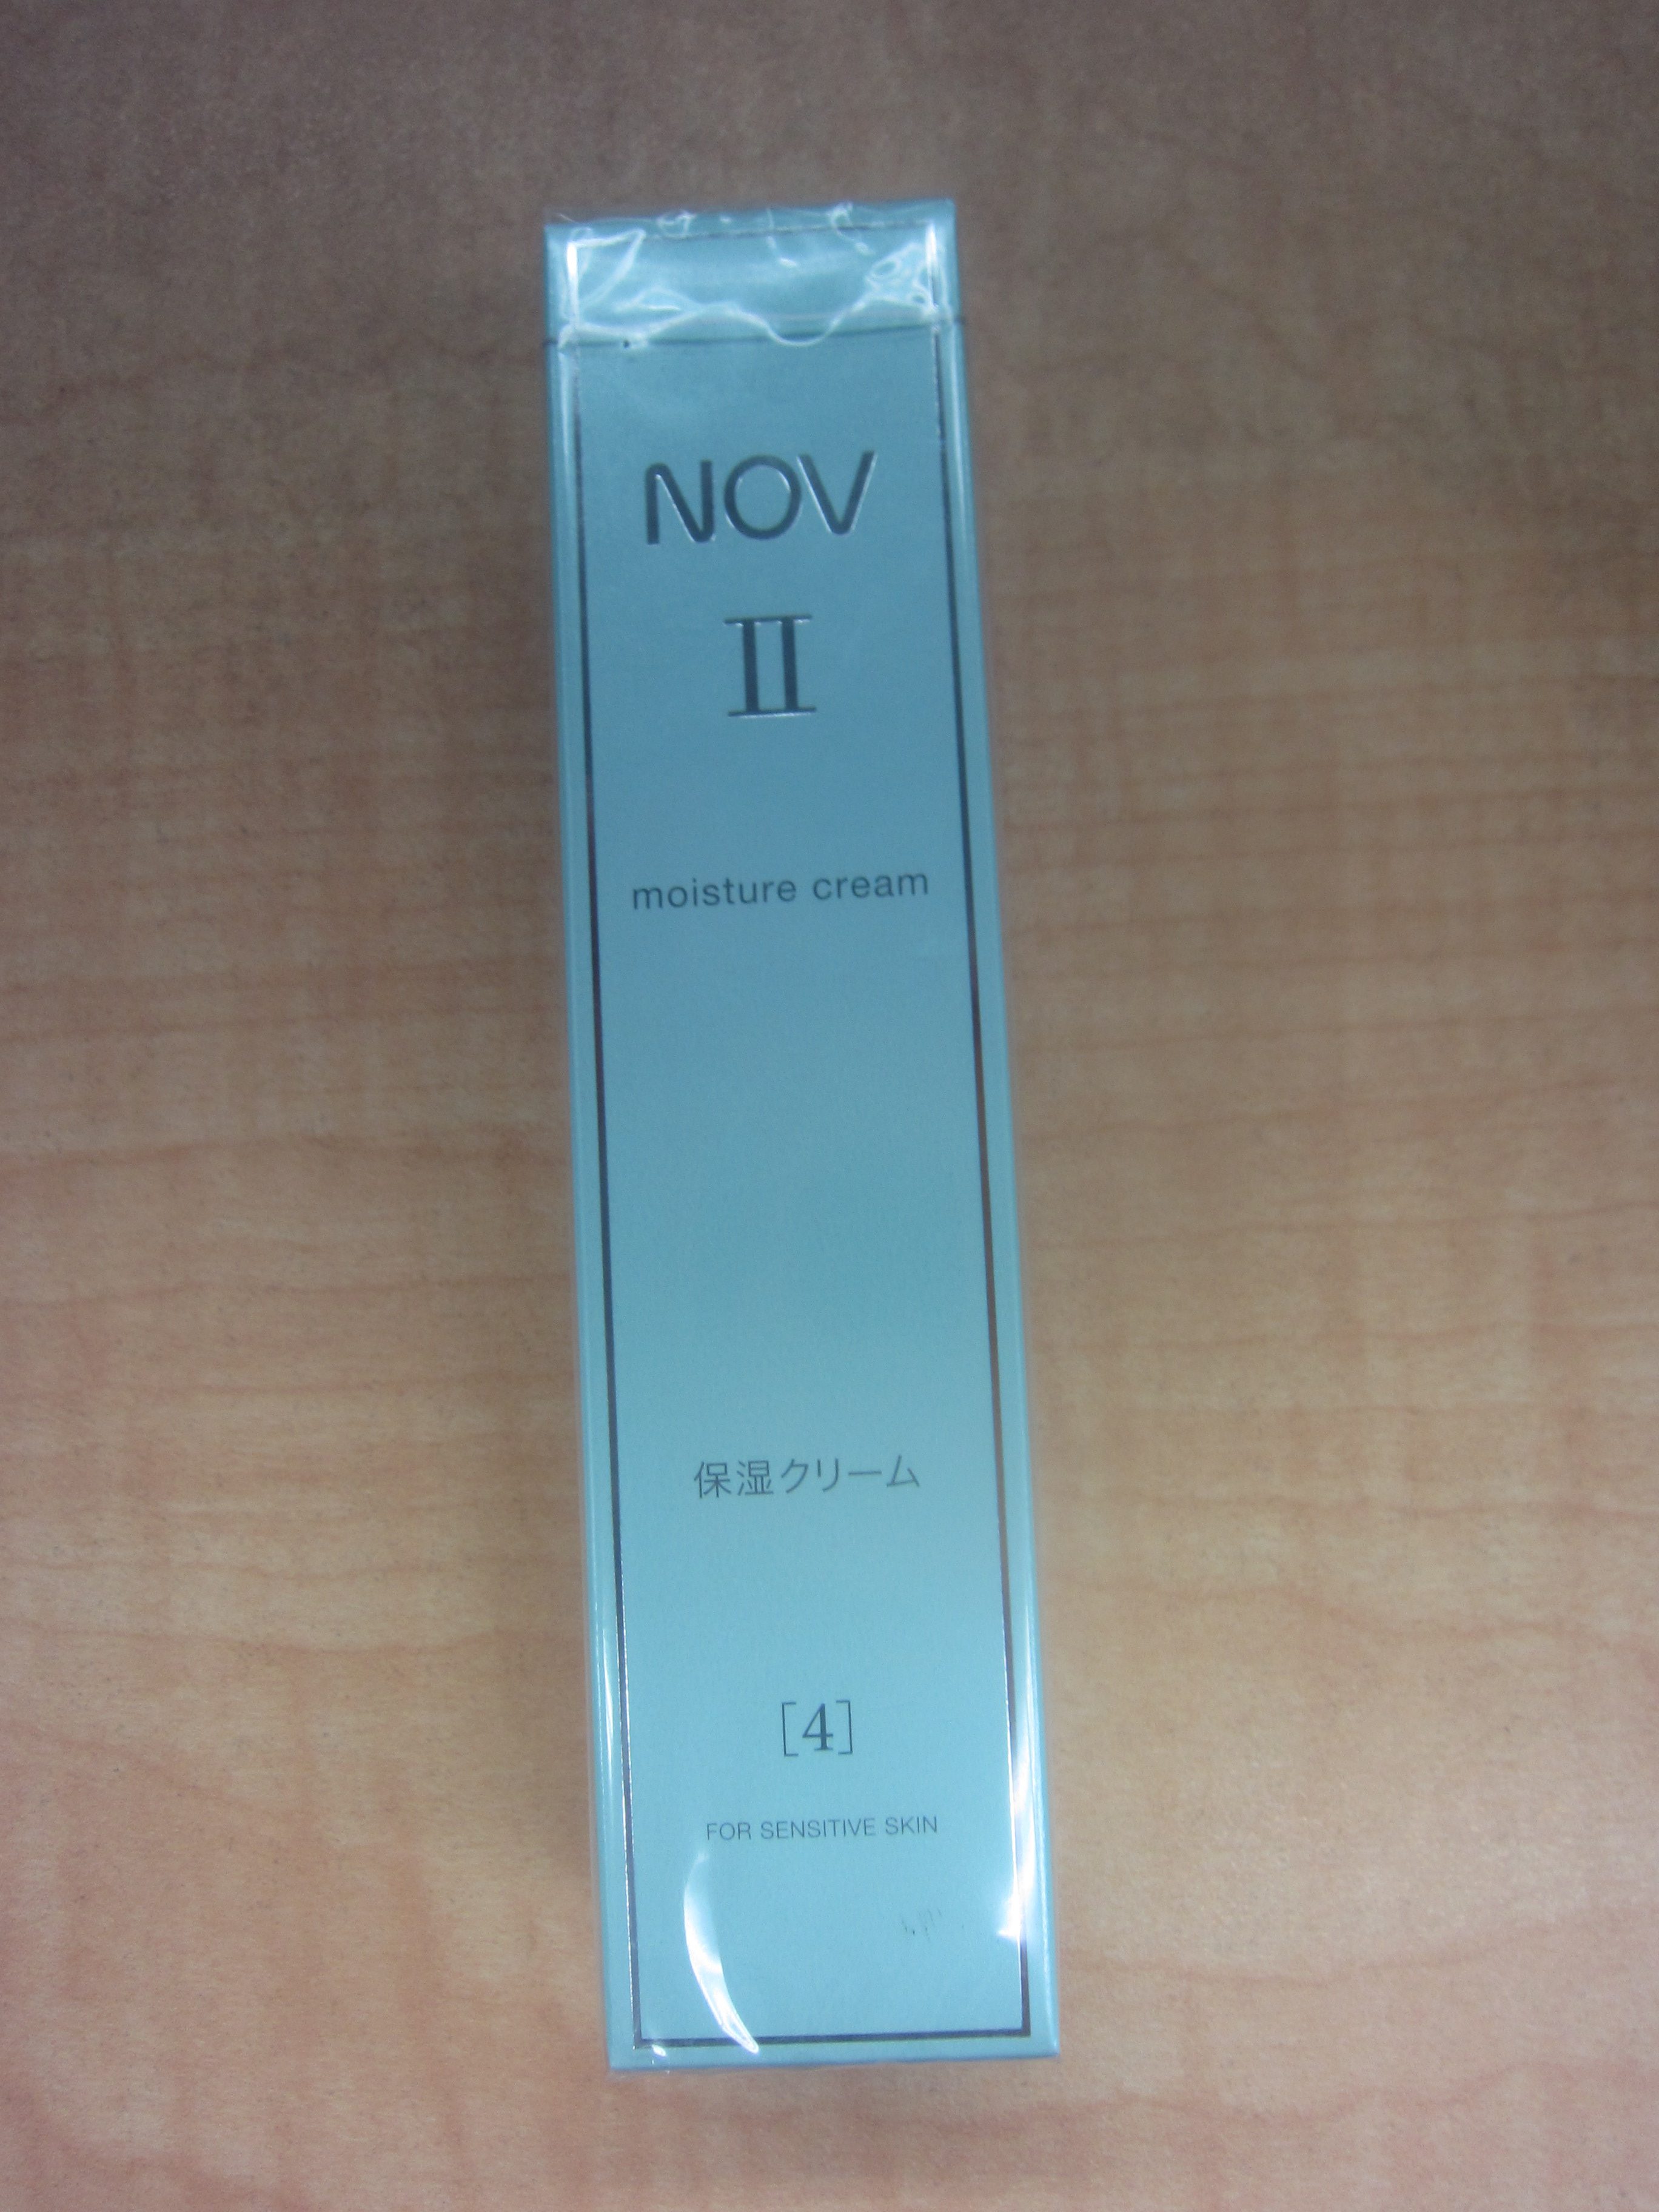 NOV
II
moisture cream
保湿クリーム
[4]
FOR SENSITIVE SKIN